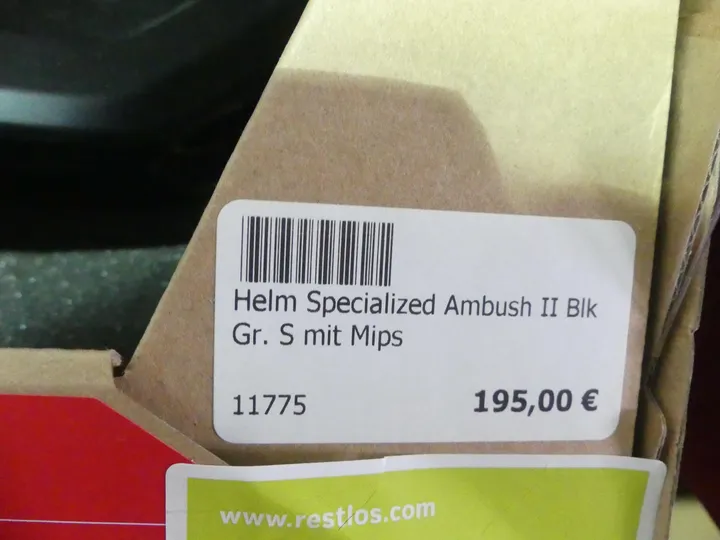 Helm Specialized Ambush II Blk
Gr. S mit Mips
11775
195,00 €
www.restlos.com